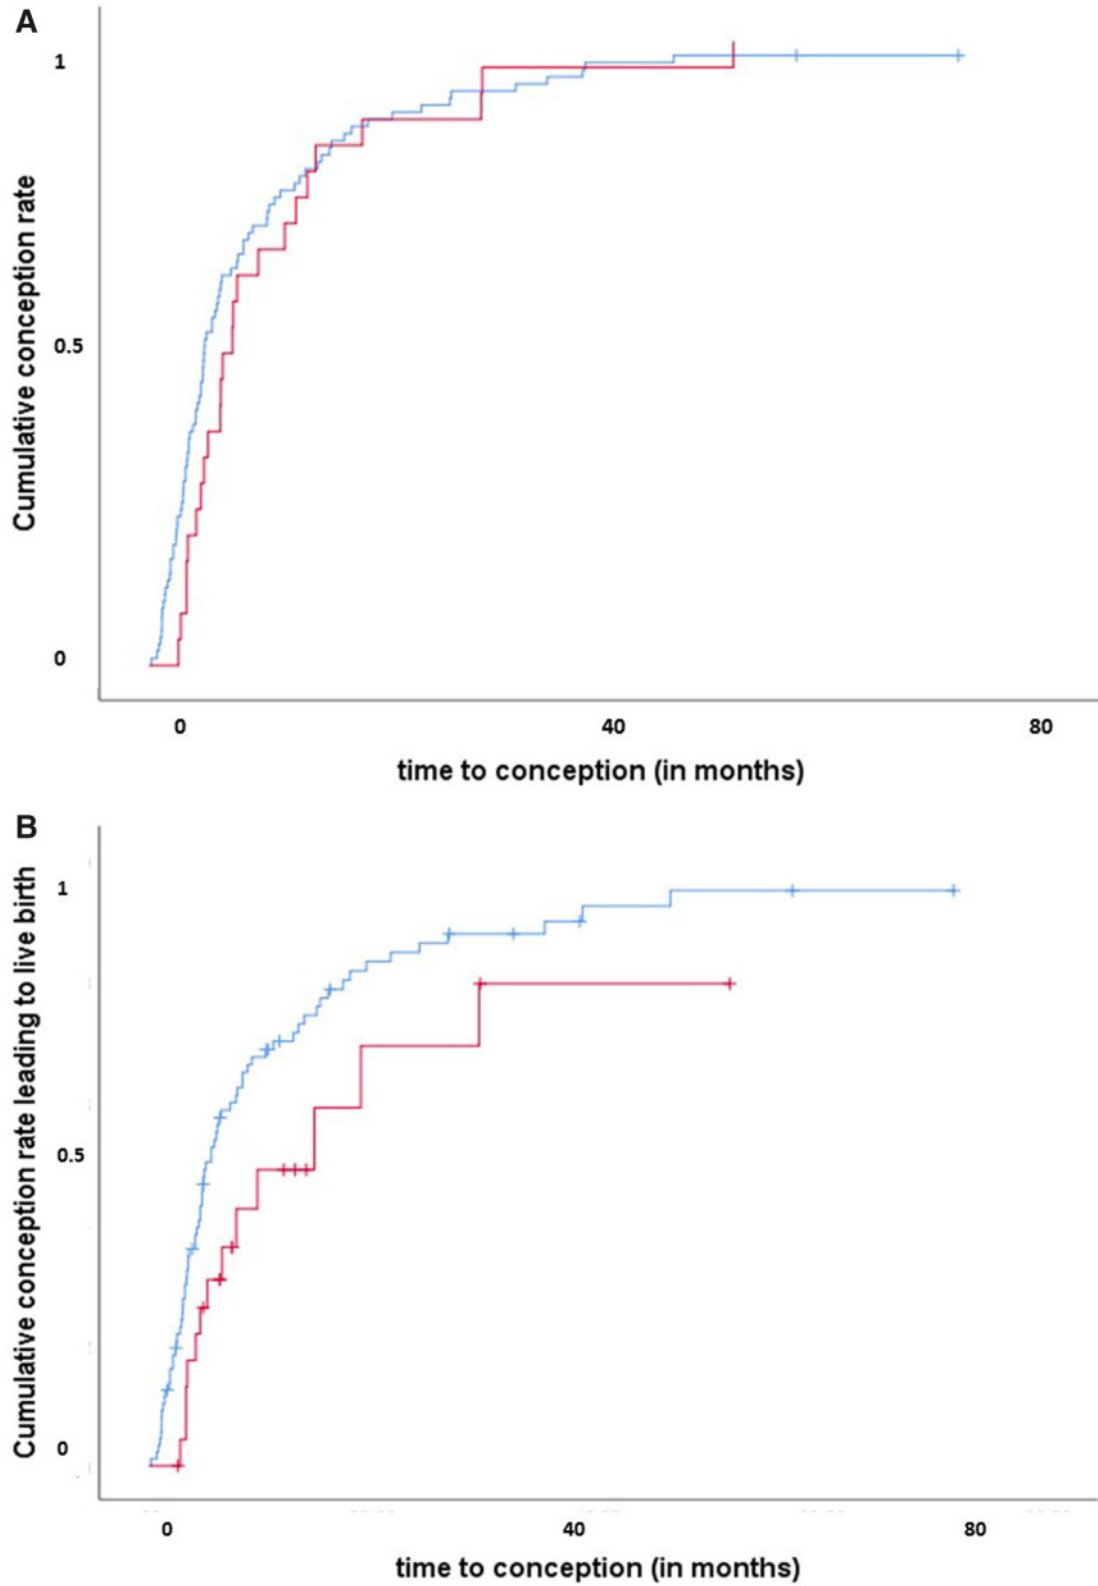 A
Cumulative conception rate
1
0.5
0
0 40 80
time to conception (in months)
B
Cumulative conception rate leading to live birth
1
0.5
0
0 40 80
time to conception (in months)